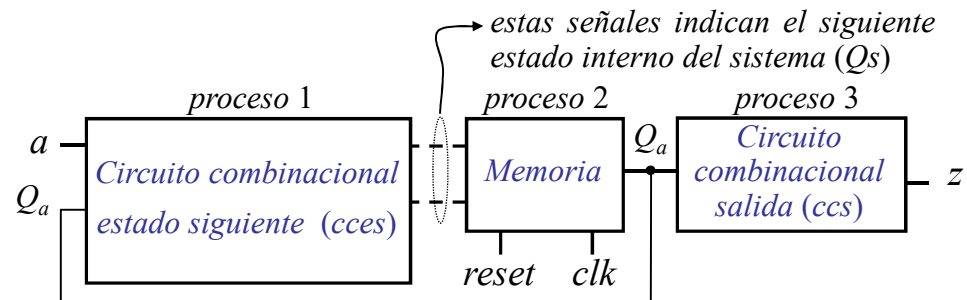 estas señales indican el siguiente
estado interno del sistema (Qs)
proceso 1
proceso 2
proceso 3
a
Qa
Circuito combinacional
estado siguiente (cces)
Memoria
Qa
Circuito
combinacional
salida (ccs)
z
reset
clk